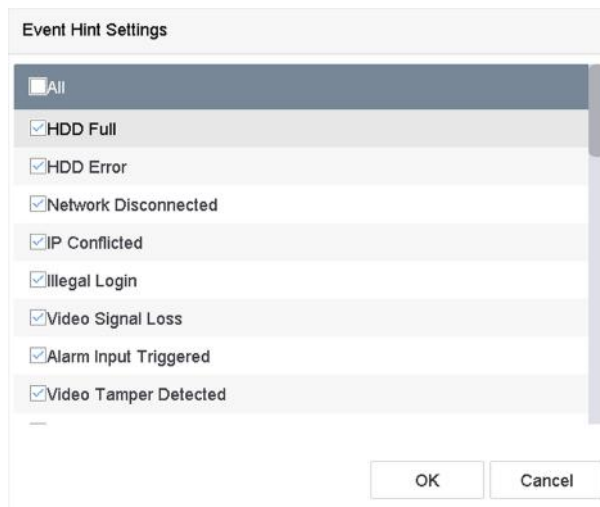 Event Hint Settings
All
HDD Full
HDD Error
Network Disconnected
IP Conflicted
Illegal Login
Video Signal Loss
Alarm Input Triggered
Video Tamper Detected
OK
Cancel